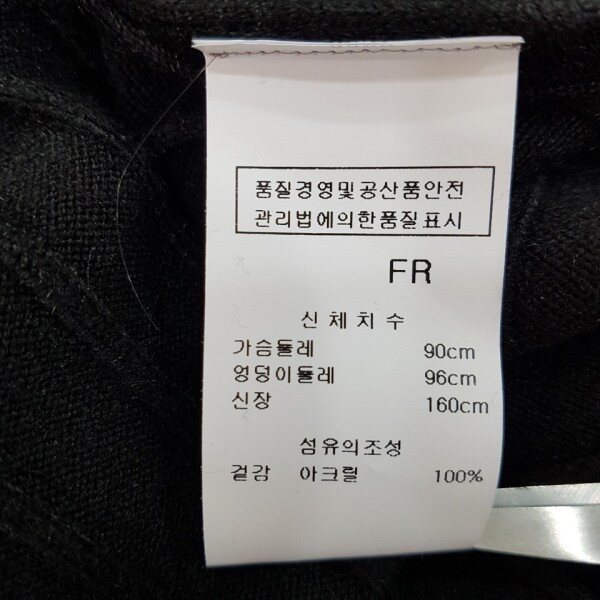 품질경영및공산품안전
관리법에의한품질표시
FR
신체치수
가슴둘레 90cm
엉덩이둘레 96cm
신장 160cm
섬유의조성
겉감 아크릴 100%